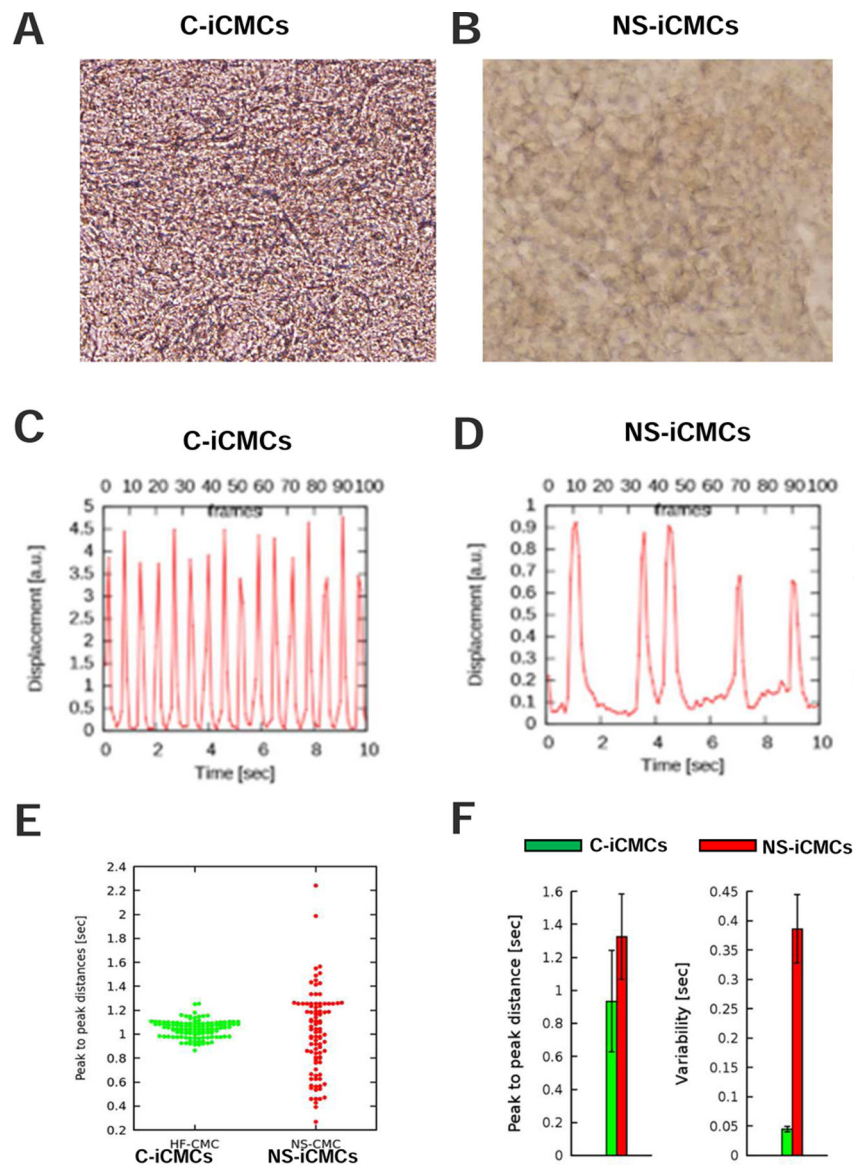 A
C-iCMCs
B
NS-iCMCs
C
C-iCMCs
0 10 20 30 40 50 60 70 80 90 100
frames
5
4.5
4
3.5
3
2.5
2
1.5
1
0.5
0
Displacement [a.u.]
0 2 4 6 8 10
Time [sec]
D
NS-iCMCs
0 10 20 30 40 50 60 70 80 90 100
frames
1
0.9
0.8
0.7
0.6
0.5
0.4
0.3
0.2
0.1
0
Displacement [a.u.]
0 2 4 6 8 10
Time [sec]
E
2.4
2.2
2
1.8
1.6
1.4
1.2
1
0.8
0.6
0.4
0.2
Peak to peak distances [sec]
HF-CMC NS-CMC
C-iCMCs NS-iCMCs
F
C-iCMCs NS-iCMCs
1.6
1.4
1.2
1
0.8
0.6
0.4
0.2
0
Peak to peak distance [sec]
0.45
0.4
0.35
0.3
0.25
0.2
0.15
0.1
0.05
0
Variability [sec]